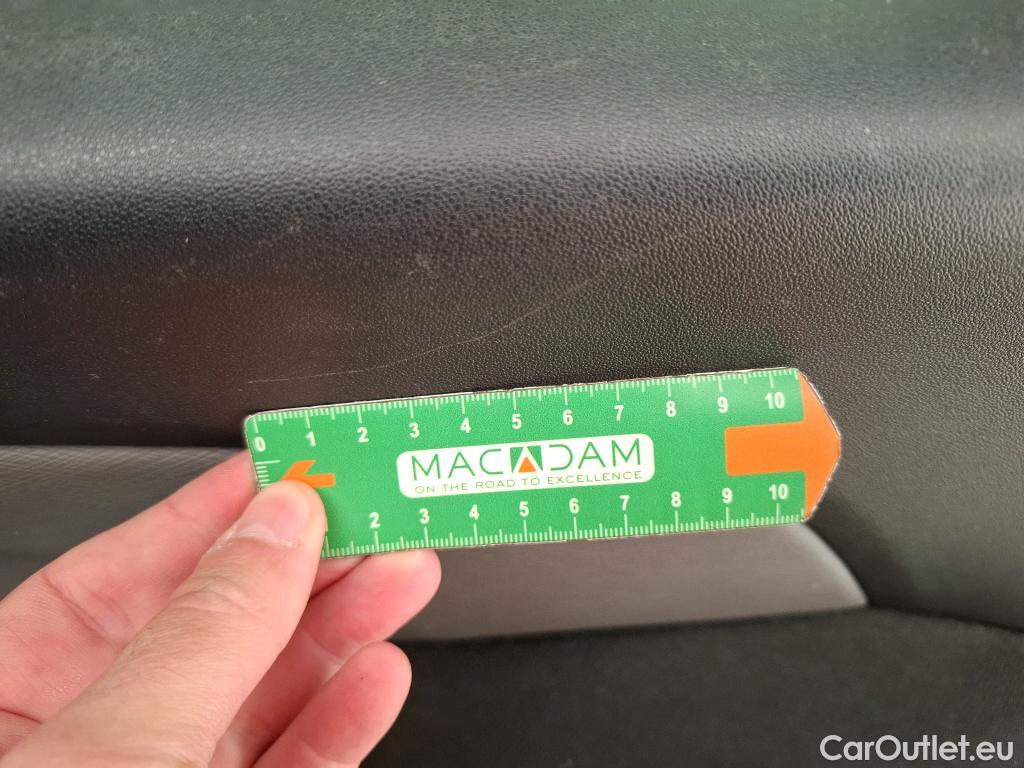 0 1 2 3 4 5 6 7 8 9 10
MACADAM
ON THE ROAD TO EXCELLENCE
2 3 4 5 6 7 8 9 10
CarOutlet.eu